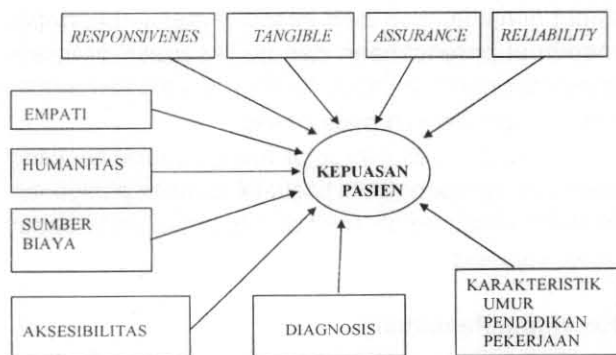 RESPONSIVENES
TANGIBLE
ASSURANCE
RELIABILITY
EMPATI
HUMANITAS
SUMBER
BIAYA
AKSESIBILITAS
KEPUASAN
PASIEN
DIAGNOSIS
KARAKTERISTIK
UMUR
PENDIDIKAN
PEKERJAAN